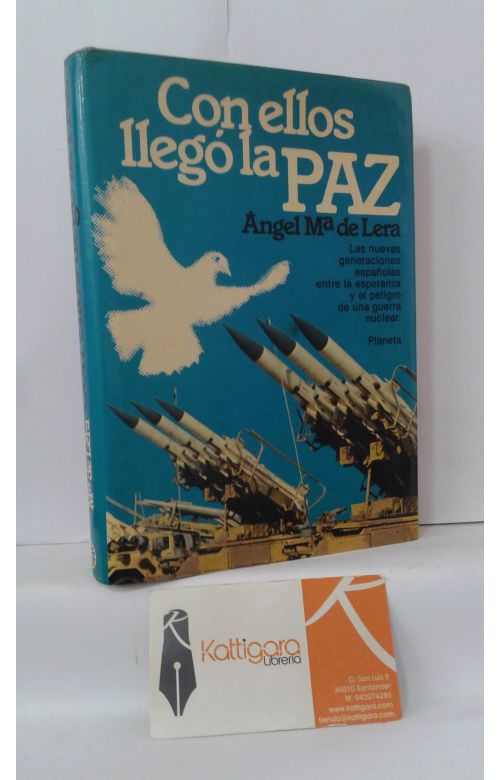 Con ellos
llegó la
PAZ
Ángel Mª de Lera
Las nuevas
generaciones
españolas
entre la esperanza
y el peligro
de una guerra
nuclear.
Planeta
Kattigara
Librería
C/ San Luis 5
39010 Santander
tlf: 942074286
www.kattigara.com
tienda@kattigara.com